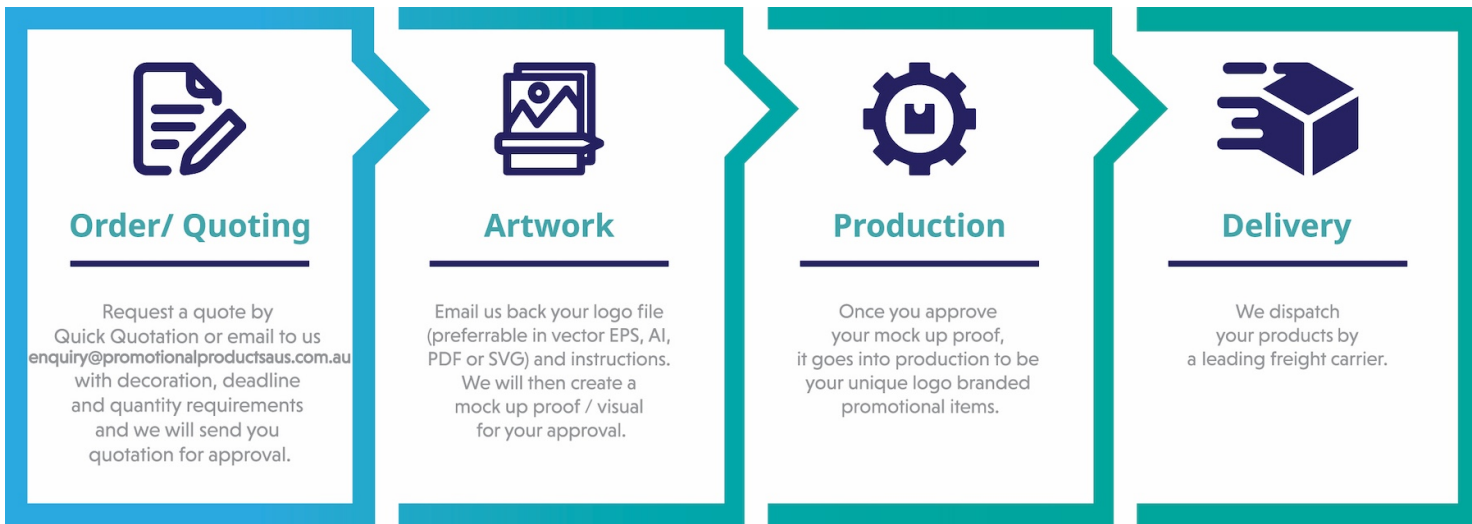 Order/ Quoting
Request a quote by
Quick Quotation or email to us
enquiry@promotionalproductsaus.com.au
with decoration, deadline
and quantity requirements
and we will send you
quotation for approval.
Artwork
Email us back your logo file
(preferrable in vector EPS, AI,
PDF or SVG) and instructions.
We will then create a
mock up proof / visual
for your approval.
Production
Once you approve
your mock up proof,
it goes into production to be
your unique logo branded
promotional items.
Delivery
We dispatch
your products by
a leading freight carrier.